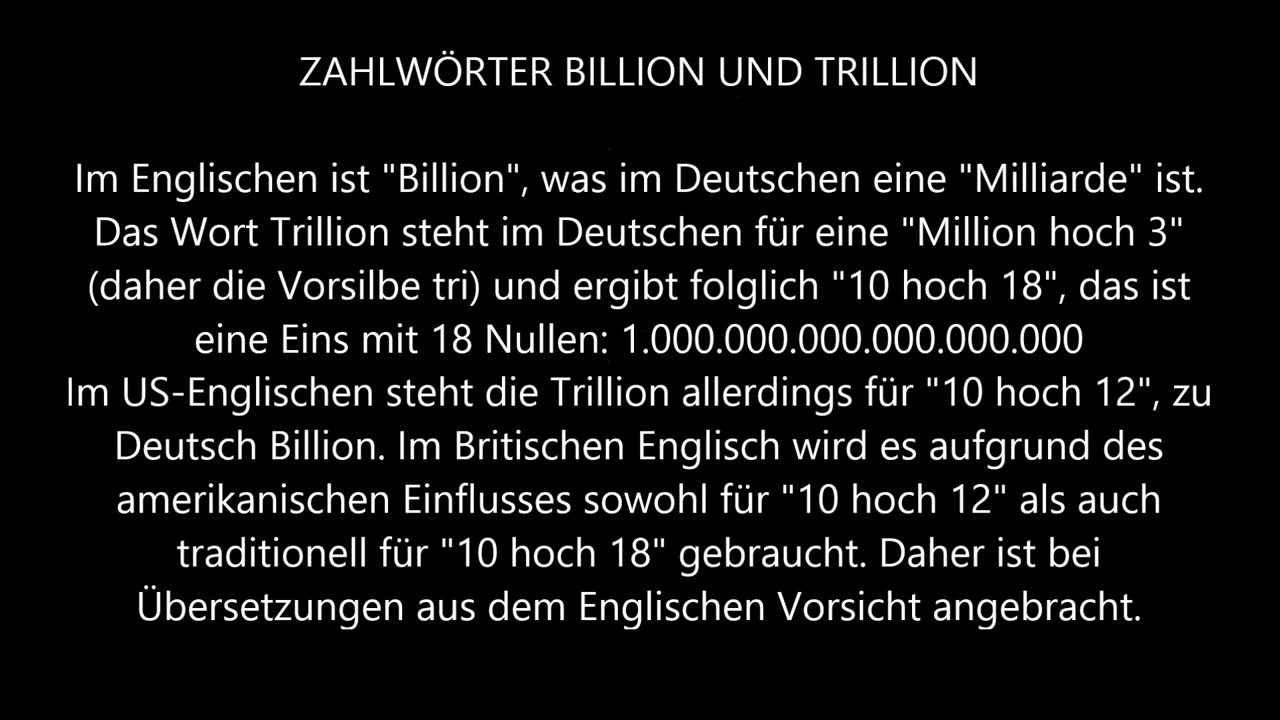 ZAHLWÖRTER BILLION UND TRILLION
Im Englischen ist "Billion", was im Deutschen eine "Milliarde" ist.
Das Wort Trillion steht im Deutschen für eine "Million hoch 3"
(daher die Vorsilbe tri) und ergibt folglich "10 hoch 18", das ist
eine Eins mit 18 Nullen: 1.000.000.000.000.000.000
Im US-Englischen steht die Trillion allerdings für "10 hoch 12", zu
Deutsch Billion. Im Britischen Englisch wird es aufgrund des
amerikanischen Einflusses sowohl für "10 hoch 12" als auch
traditionell für "10 hoch 18" gebraucht. Daher ist bei
Übersetzungen aus dem Englischen Vorsicht angebracht.